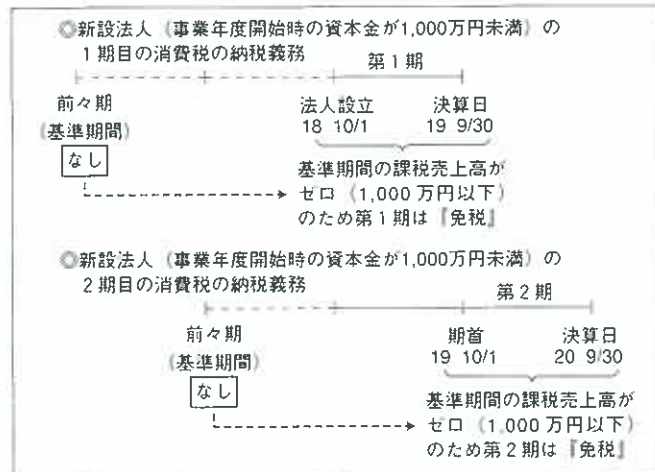 ◎新設法人（事業年度開始時の資本金が1,000万円未満）の
1期目の消費税の納税義務
第1期
前々期
(基準期間)
なし
法人設立 決算日
18 10/1 19 9/30
基準期間の課税売上高が
ゼロ（1,000万円以下）
のため第1期は『免税』
◎新設法人（事業年度開始時の資本金が1,000万円未満）の
2期目の消費税の納税義務
第2期
前々期
(基準期間)
なし
期首 決算日
19 10/1 20 9/30
基準期間の課税売上高が
ゼロ（1,000万円以下）
のため第2期は『免税』